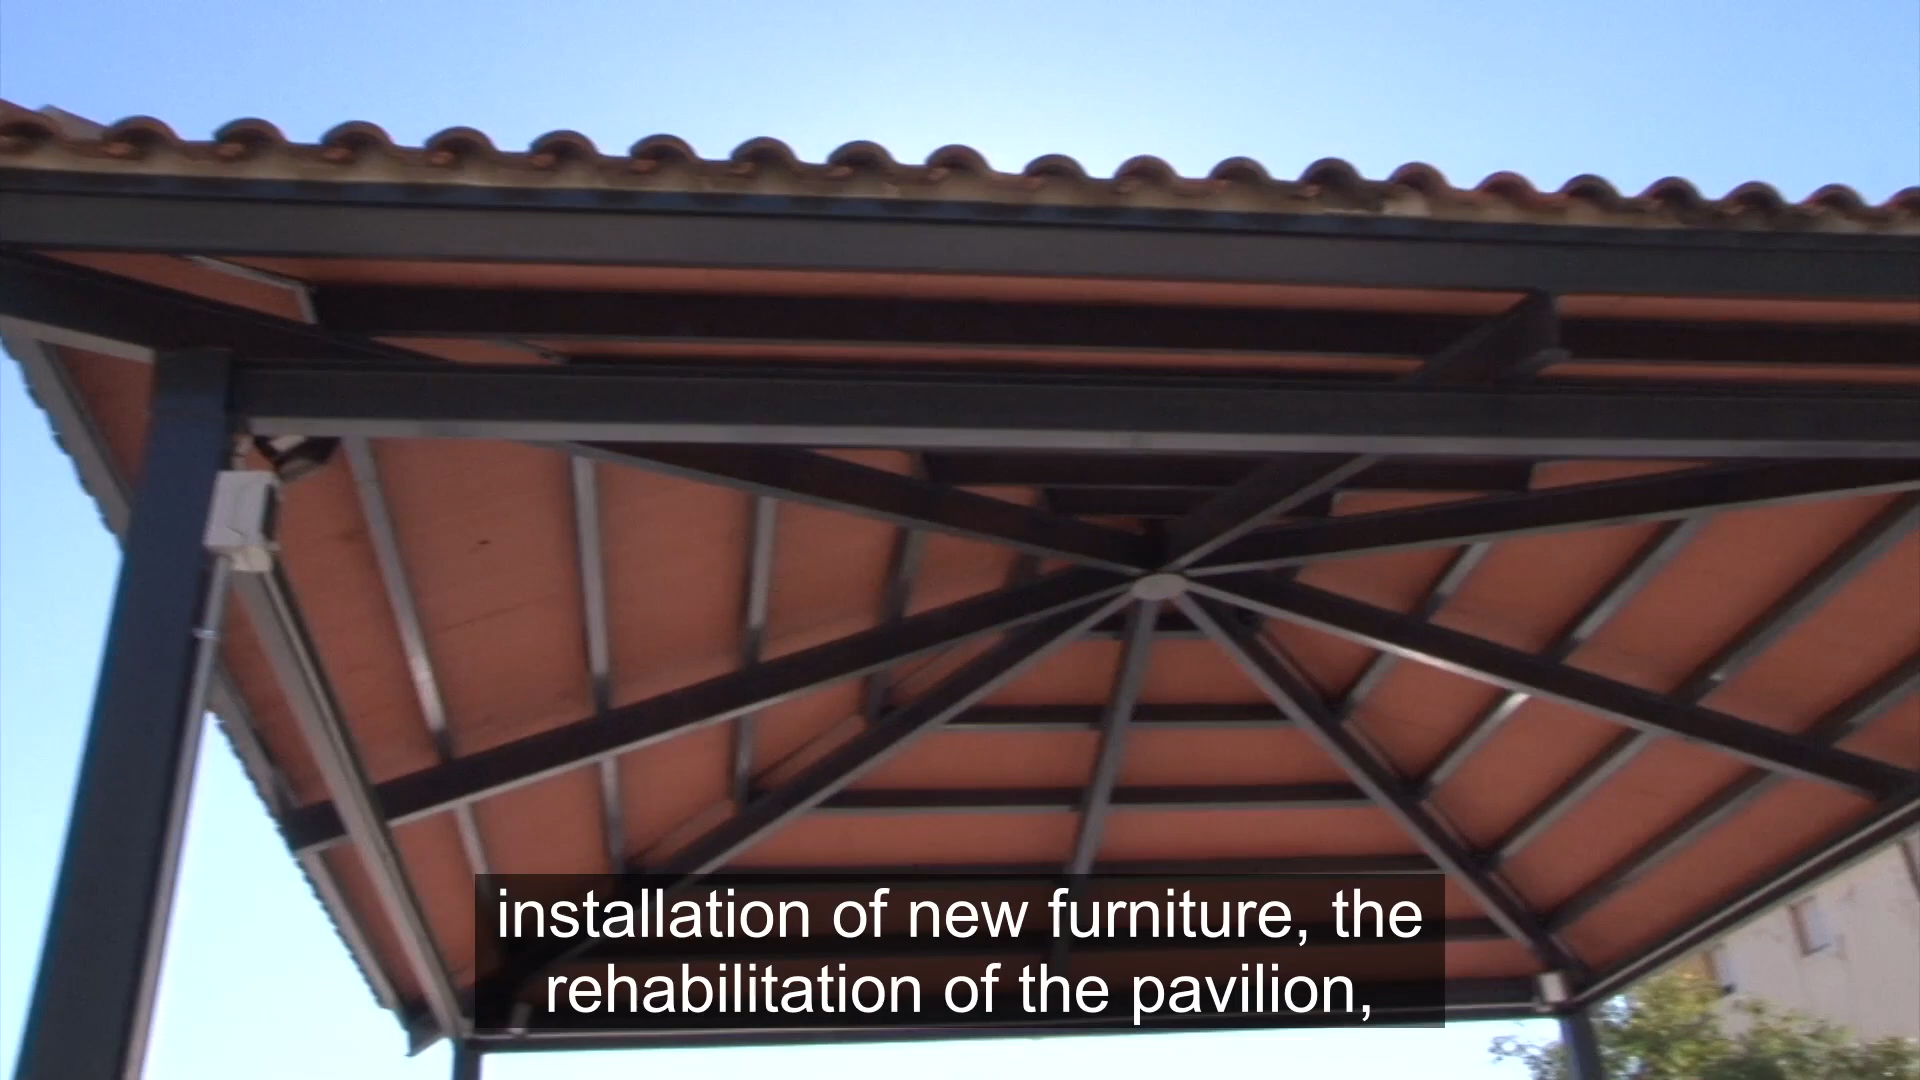 installation of new furniture, the
rehabilitation of the pavilion,